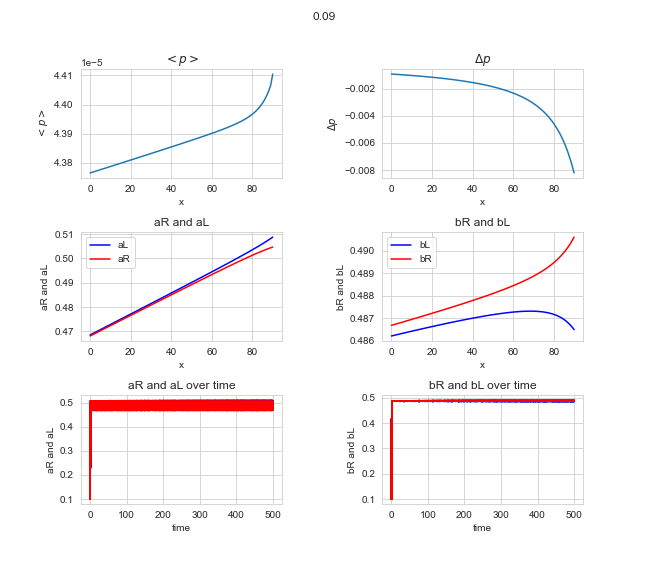 0.09
< p >
Δp
1e−5
4.41
4.40
4.39
4.38
< p >
0 20 40 60 80
x
−0.002
−0.004
−0.006
−0.008
Δp
0 20 40 60 80
x
aR and aL
bR and bL
0.51
0.50
0.49
0.48
0.47
aR and aL
aL
aR
0 20 40 60 80
x
0.490
0.489
0.488
0.487
0.486
bR and bL
bL
bR
0 20 40 60 80
x
aR and aL over time
bR and bL over time
0.5
0.4
0.3
0.2
0.1
aR and aL
0 100 200 300 400 500
time
0.5
0.4
0.3
0.2
0.1
bR and bL
0 100 200 300 400 500
time